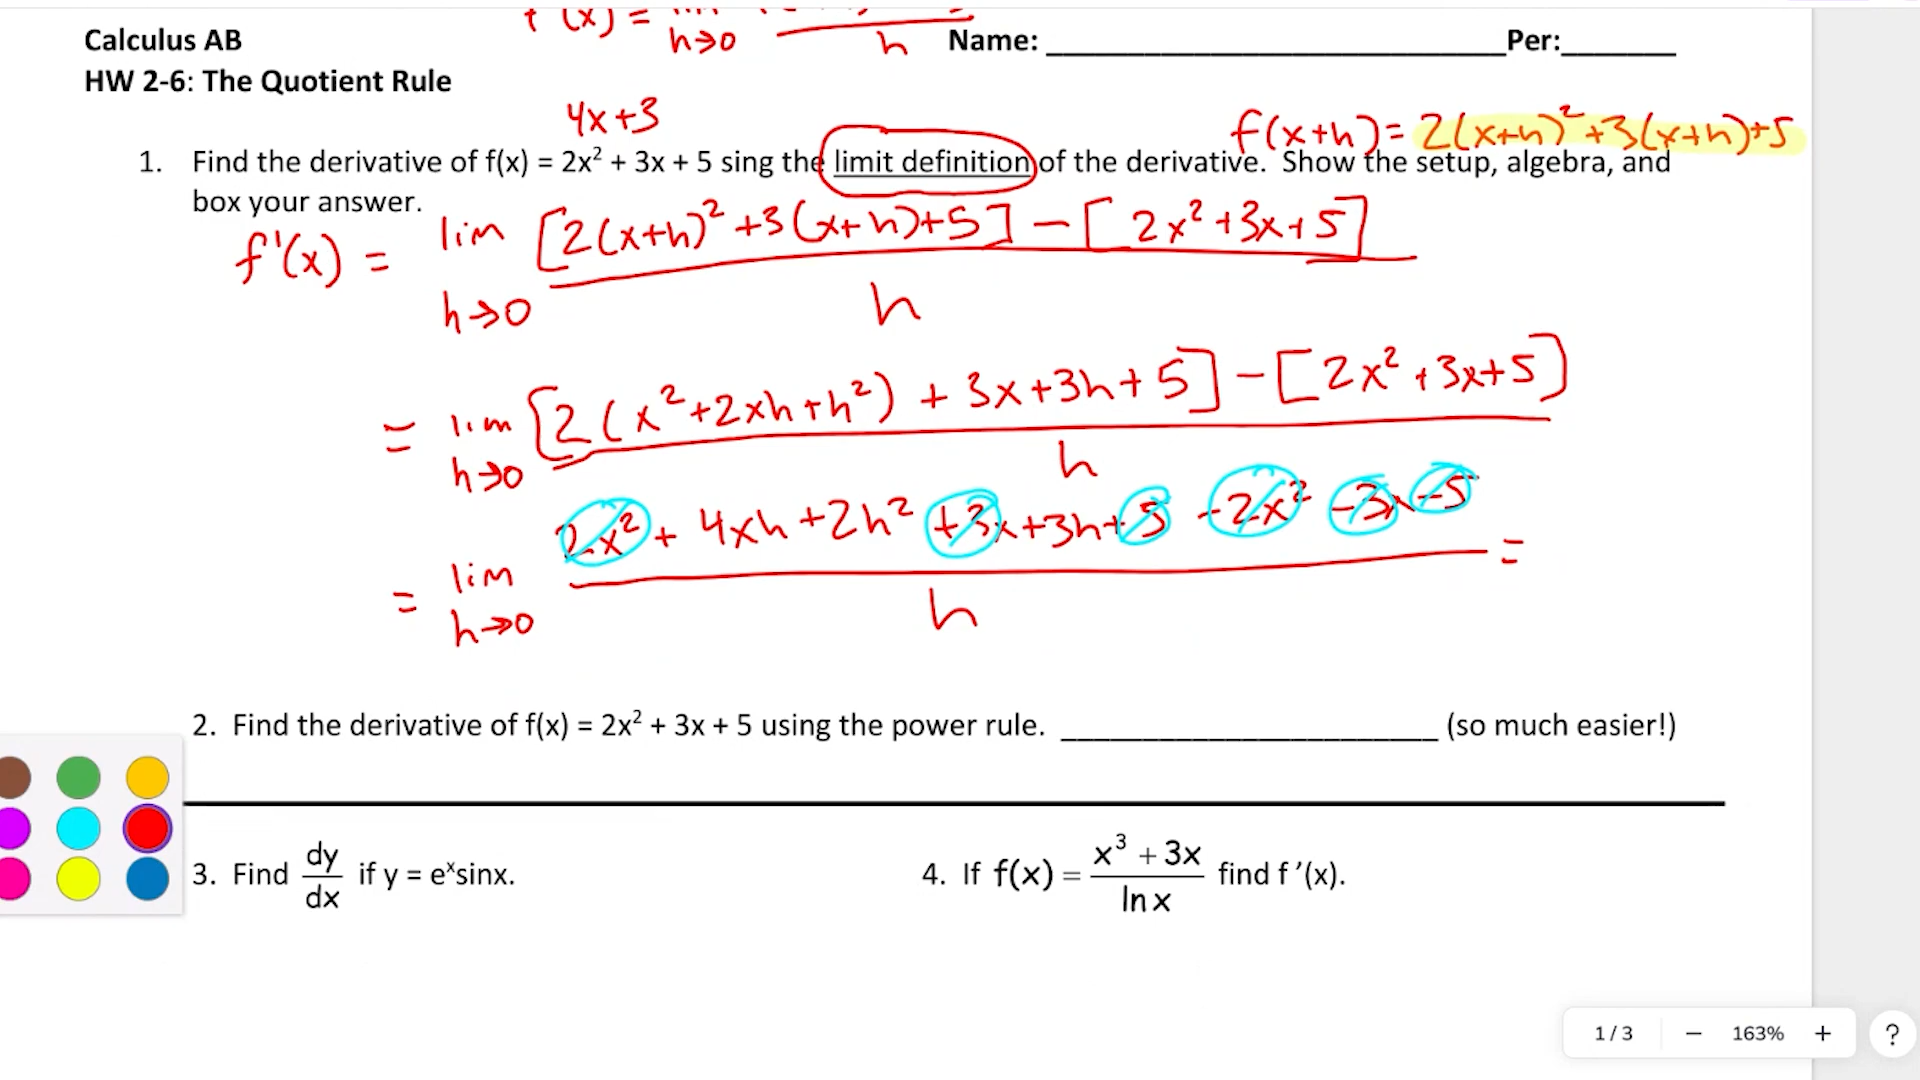 f'(x) = lim
h→0 h
Calculus AB Name: ____ Per:____
HW 2-6: The Quotient Rule
4x+3
f(x+h)= 2(x+h)²+3(x+h)+5
1. Find the derivative of f(x) = 2x² + 3x + 5 sing the limit definition of the derivative. Show the setup, algebra, and
box your answer.
f'(x) = lim [2(x+h)²+3(x+h)+5] - [2x²+3x+5]
h→0 h
= lim [2(x²+2xh+h²) + 3x+3h+5] - [2x²+3x+5]
h→0 h
2x² + 4xh+2h² +3x+3h+5 -2x² -3x-5
= lim =
h→0 h
2. Find the derivative of f(x) = 2x² + 3x + 5 using the power rule. ____ (so much easier!)
3. Find dy/dx if y = eˣsinx.
4. If f(x) = (x³ + 3x)/(ln x) find f '(x).
1 / 3 − 163% + ?